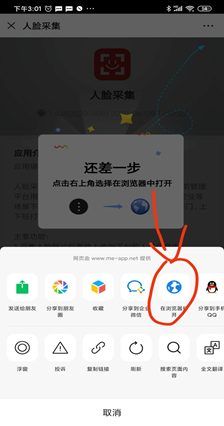 下午3:01
人脸采集
人脸采集
还差一步
点击右上角选择在浏览器中打开
网页由 www.me-app.net 提供
发送给朋友
分享到朋友圈
收藏
分享到企业微信
在浏览器打开
分享到手机QQ
浮窗
投诉
复制链接
刷新
搜索页面内容
全文翻译
取消